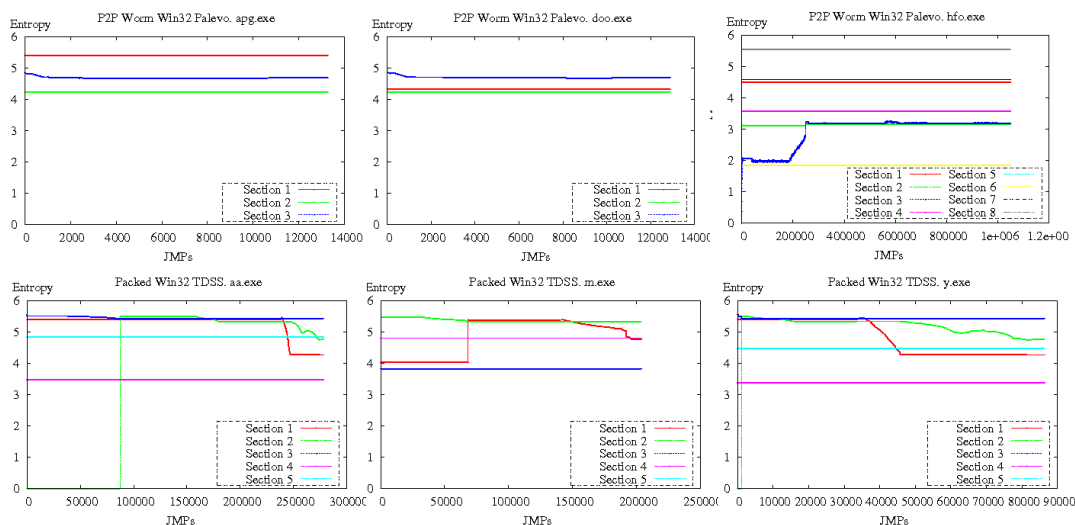 P2P Worm Win32 Palevo. apg.exe
Entropy
6
5
4
3
2
1
0
Section 1
Section 2
Section 3
0 2000 4000 6000 8000 10000 12000 14000
JMPs
P2P Worm Win32 Palevo. doo.exe
Entropy
6
5
4
3
2
1
0
Section 1
Section 2
Section 3
0 2000 4000 6000 8000 10000 12000 14000
JMPs
P2P Worm Win32 Palevo. hfo.exe
6
5
4
3
2
1
0
Section 1 Section 5
Section 2 Section 6
Section 3 Section 7
Section 4 Section 8
0 200000 400000 600000 800000 1e+006 1.2e+00
JMPs
Packed Win32 TDSS. aa.exe
Entropy
6
5
4
3
2
1
0
Section 1
Section 2
Section 3
Section 4
Section 5
0 50000 100000 150000 200000 250000 300000
JMPs
Packed Win32 TDSS. m.exe
Entropy
6
5
4
3
2
1
0
Section 1
Section 2
Section 3
Section 4
Section 5
0 50000 100000 150000 200000 250000
JMPs
Packed Win32 TDSS. y.exe
Entropy
6
5
4
3
2
1
0
Section 1
Section 2
Section 3
Section 4
Section 5
0 10000 20000 30000 40000 50000 60000 70000 80000 90000
JMPs